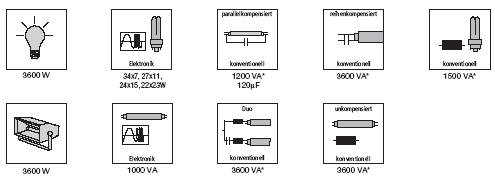 3600 W
Elektronik
34x7, 27x11,
24x15, 22x23W
parallelkompensiert
konventionell
1200 VA*
120µF
reihenkompensiert
konventionell
3600 VA*
konventionell
1500 VA*
3600 W
Elektronik
1000 VA
Duo
konventionell
3600 VA*
unkompensiert
konventionell
3600 VA*